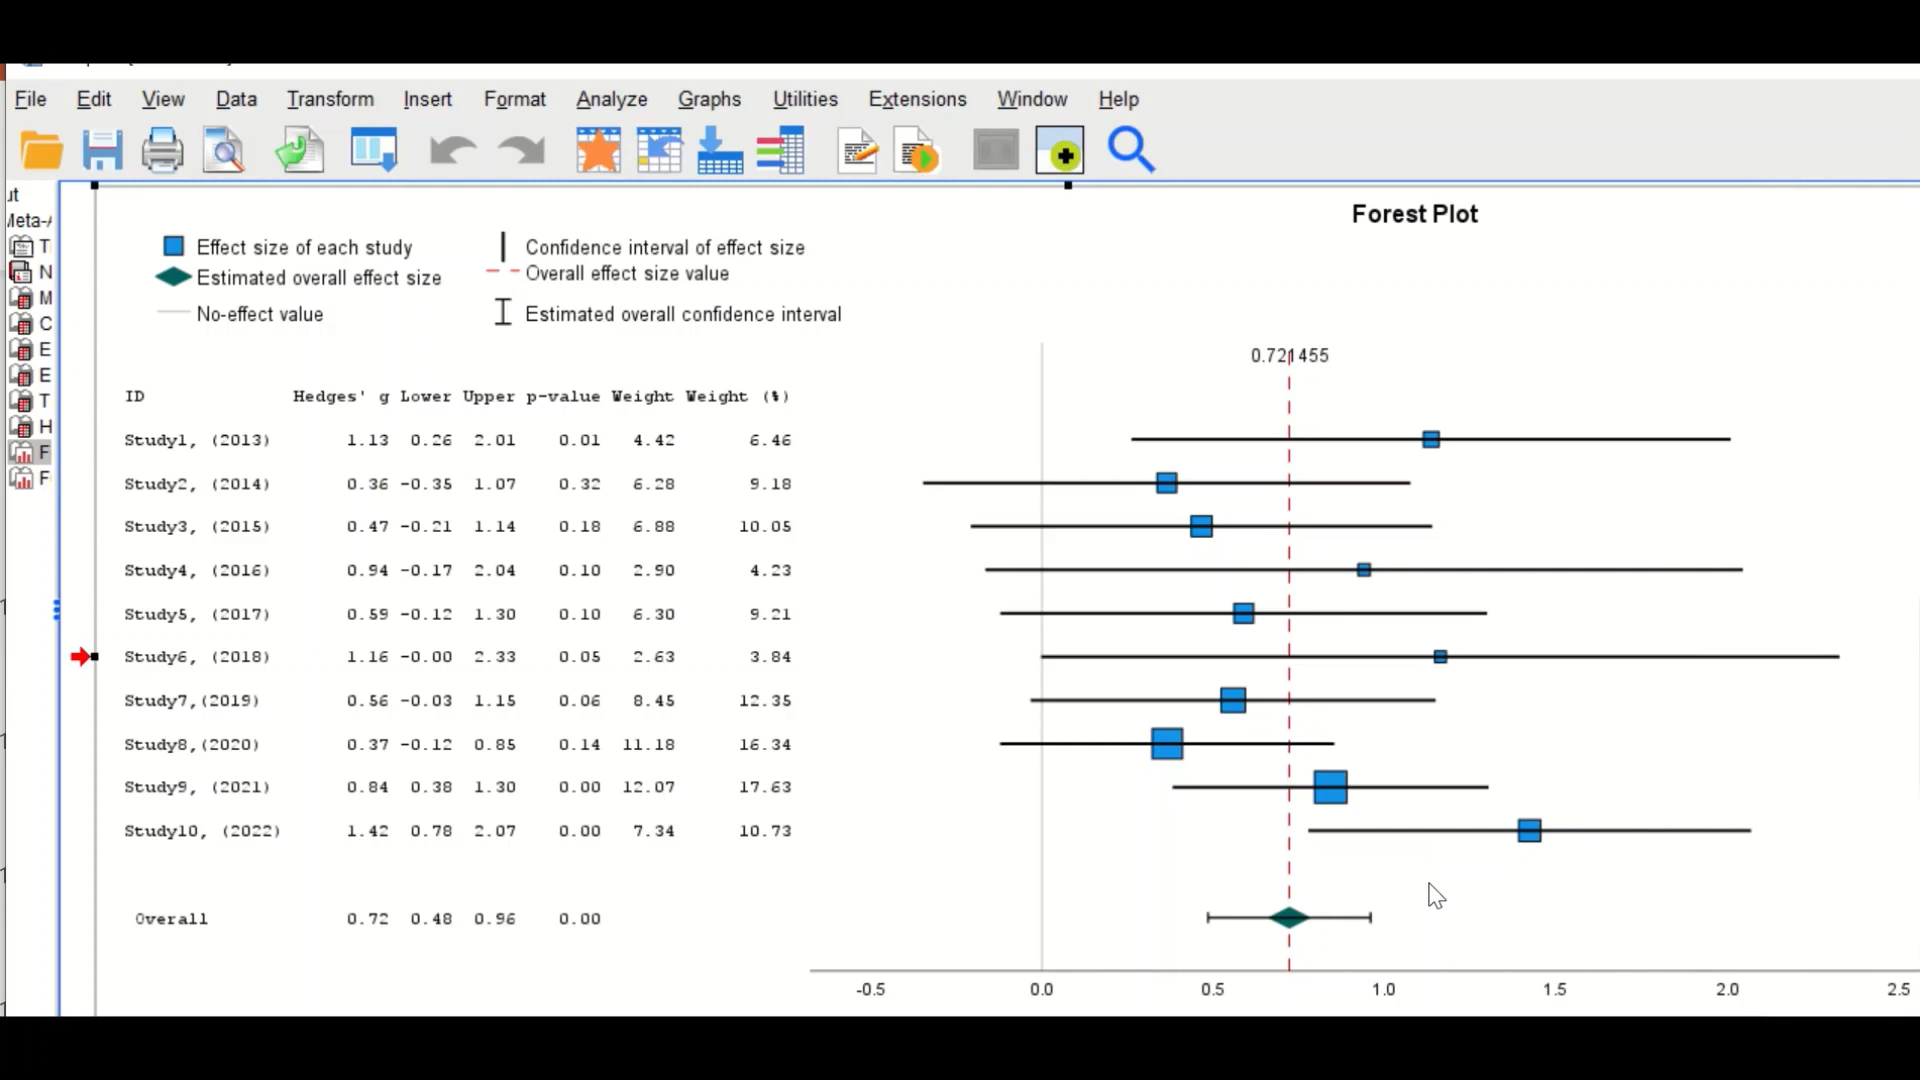 File Edit View Data Transform Insert Format Analyze Graphs Utilities Extensions Window Help
Forest Plot
Effect size of each study
Confidence interval of effect size
Estimated overall effect size
Overall effect size value
No-effect value
Estimated overall confidence interval
0.721455
ID Hedges' g Lower Upper p-value Weight Weight (%)
Study1, (2013) 1.13 0.26 2.01 0.01 4.42 6.46
Study2, (2014) 0.36 -0.35 1.07 0.32 6.28 9.18
Study3, (2015) 0.47 -0.21 1.14 0.18 6.88 10.05
Study4, (2016) 0.94 -0.17 2.04 0.10 2.90 4.23
Study5, (2017) 0.59 -0.12 1.30 0.10 6.30 9.21
Study6, (2018) 1.16 -0.00 2.33 0.05 2.63 3.84
Study7,(2019) 0.56 -0.03 1.15 0.06 8.45 12.35
Study8,(2020) 0.37 -0.12 0.85 0.14 11.18 16.34
Study9, (2021) 0.84 0.38 1.30 0.00 12.07 17.63
Study10, (2022) 1.42 0.78 2.07 0.00 7.34 10.73
Overall 0.72 0.48 0.96 0.00
-0.5 0.0 0.5 1.0 1.5 2.0 2.5
ut
Meta-A
T
N
M
C
E
E
T
H
F
F